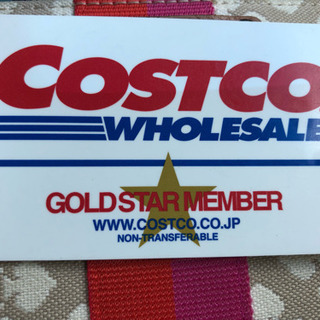 COSTCO
WHOLESALE
GOLD STAR MEMBER
WWW.COSTCO.CO.JP
NON-TRANSFERABLE